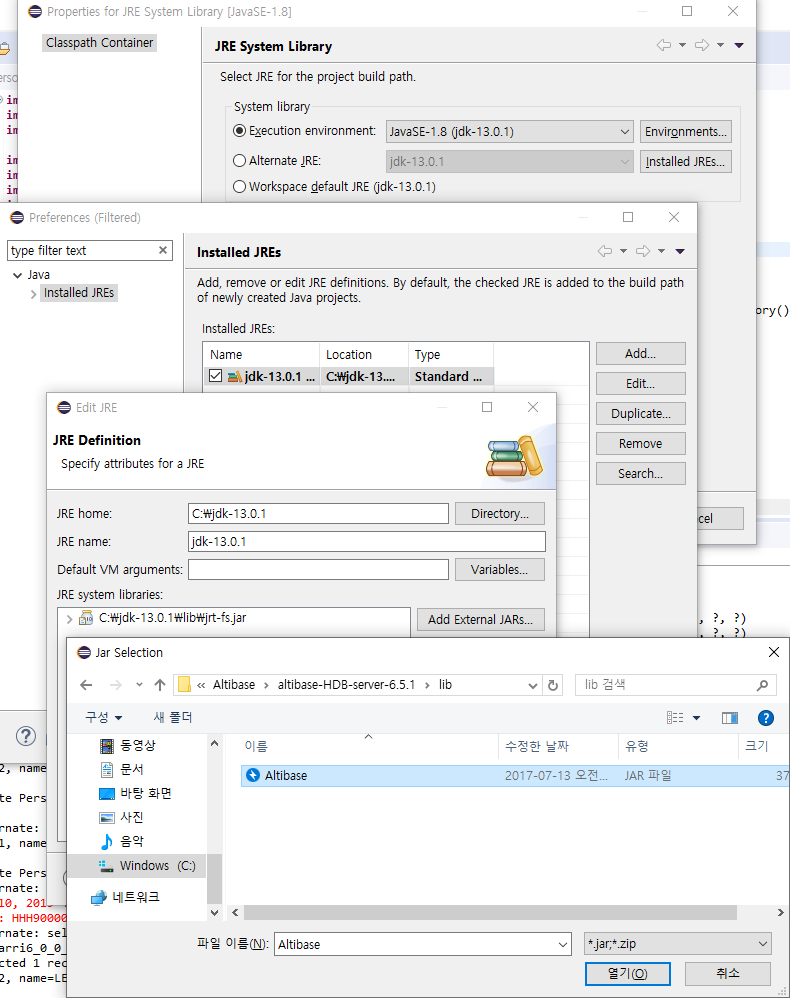 Properties for JRE System Library [JavaSE-1.8]
Classpath Container
JRE System Library
Select JRE for the project build path.
System library
Execution environment:
JavaSE-1.8 (jdk-13.0.1)
Environments...
Alternate JRE:
jdk-13.0.1
Installed JREs...
Workspace default JRE (jdk-13.0.1)
Preferences (Filtered)
type filter text
Java
Installed JREs
Installed JREs
Add, remove or edit JRE definitions. By default, the checked JRE is added to the build path
of newly created Java projects.
Installed JREs:
Name Location Type
jdk-13.0.1 ... C:₩jdk-13.... Standard ...
Add...
Edit...
Duplicate...
Remove
Search...
ory()
cel
Edit JRE
JRE Definition
Specify attributes for a JRE
JRE home:
C:₩jdk-13.0.1
Directory...
JRE name:
jdk-13.0.1
Default VM arguments:
Variables...
JRE system libraries:
C:₩jdk-13.0.1₩lib₩jrt-fs.jar
Add External JARs...
, ?, ?)
, ?, ?)
Jar Selection
« Altibase > altibase-HDB-server-6.5.1 > lib
lib 검색
구성
새 폴더
동영상
문서
바탕 화면
사진
음악
Windows (C:)
네트워크
이름 수정한 날짜 유형 크기
Altibase 2017-07-13 오전... JAR 파일 37
파일 이름(N):
Altibase
*.jar;*.zip
열기(O)
취소
2, name
te Pers
rnate:
1, name
te Pers
rnate:
10, 2019
: HHH90000
rnate: sel
arri6_0_0_
cted 1 rec
2, name=LE